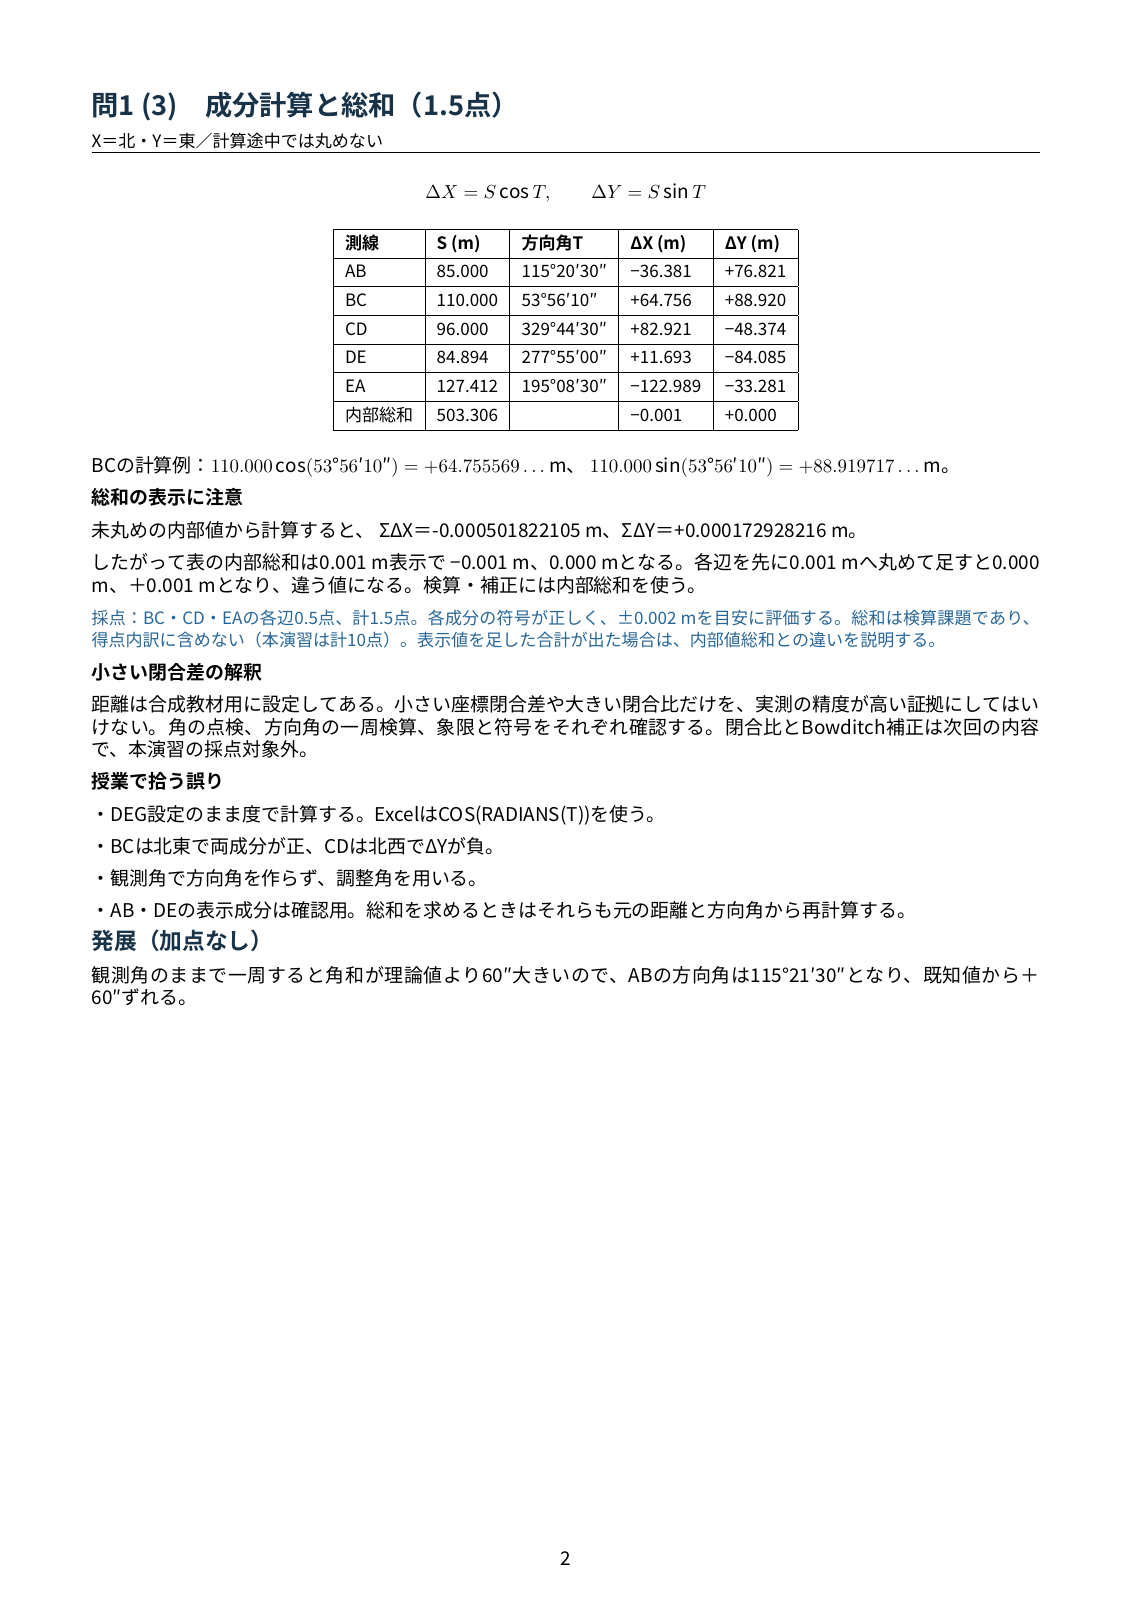 問1 (3)　成分計算と総和（1.5点）
X＝北・Y＝東／計算途中では丸めない
ΔX = S cos T,　　ΔY = S sin T
測線 S (m) 方向角T ΔX (m) ΔY (m)
AB 85.000 115°20′30″ −36.381 +76.821
BC 110.000 53°56′10″ +64.756 +88.920
CD 96.000 329°44′30″ +82.921 −48.374
DE 84.894 277°55′00″ +11.693 −84.085
EA 127.412 195°08′30″ −122.989 −33.281
内部総和 503.306 −0.001 +0.000
BCの計算例：110.000 cos(53°56′10″) = +64.755569 . . . m、 110.000 sin(53°56′10″) = +88.919717 . . . m。
総和の表示に注意
未丸めの内部値から計算すると、 ΣΔX＝-0.000501822105 m、ΣΔY＝+0.000172928216 m。
したがって表の内部総和は0.001 m表示で −0.001 m、0.000 mとなる。各辺を先に0.001 mへ丸めて足すと0.000
m、＋0.001 mとなり、違う値になる。検算・補正には内部総和を使う。
採点：BC・CD・EAの各辺0.5点、計1.5点。各成分の符号が正しく、±0.002 mを目安に評価する。総和は検算課題であり、
得点内訳に含めない（本演習は計10点）。表示値を足した合計が出た場合は、内部値総和との違いを説明する。
小さい閉合差の解釈
距離は合成教材用に設定してある。小さい座標閉合差や大きい閉合比だけを、実測の精度が高い証拠にしてはい
けない。角の点検、方向角の一周検算、象限と符号をそれぞれ確認する。閉合比とBowditch補正は次回の内容
で、本演習の採点対象外。
授業で拾う誤り
・DEG設定のまま度で計算する。ExcelはCOS(RADIANS(T))を使う。
・BCは北東で両成分が正、CDは北西でΔYが負。
・観測角で方向角を作らず、調整角を用いる。
・AB・DEの表示成分は確認用。総和を求めるときはそれらも元の距離と方向角から再計算する。
発展（加点なし）
観測角のままで一周すると角和が理論値より60″大きいので、ABの方向角は115°21′30″となり、既知値から＋
60″ずれる。
2